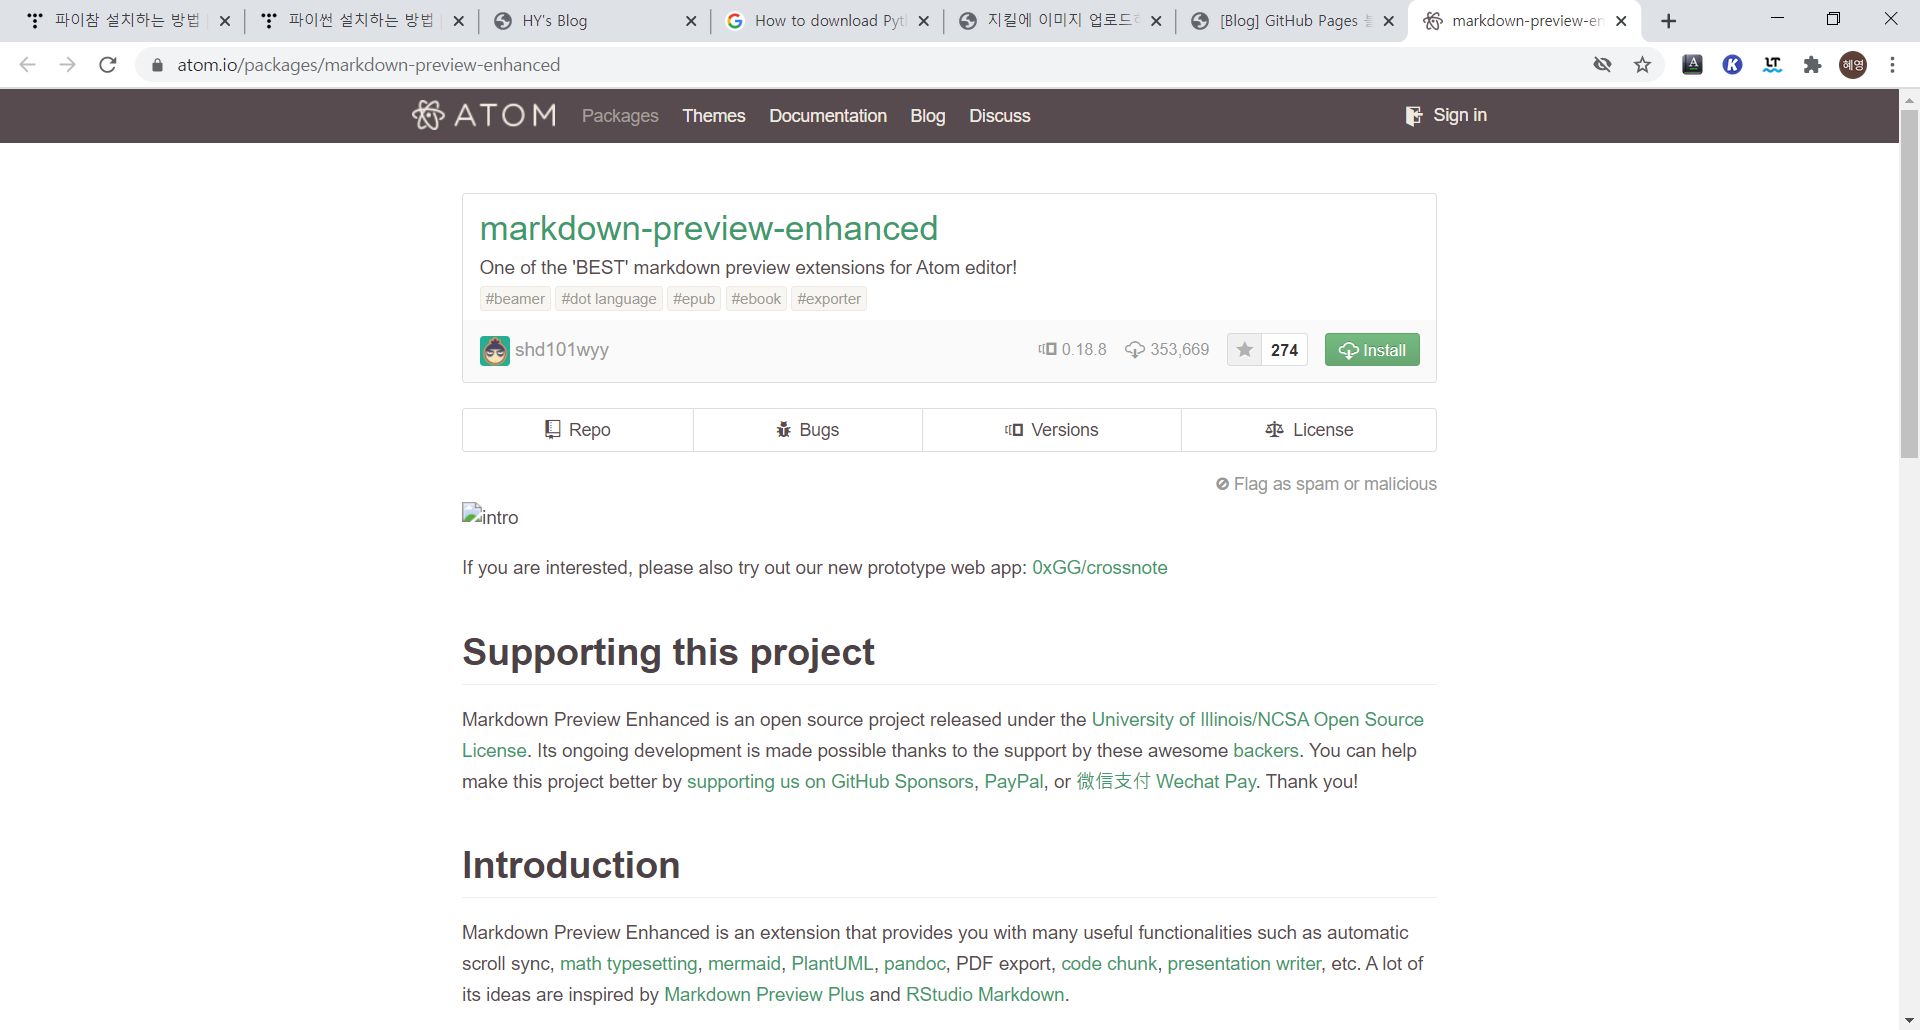 파이참 설치하는 방법
파이썬 설치하는 방법
HY's Blog
How to download Pyt
지킬에 이미지 업로드
[Blog] GitHub Pages
markdown-preview-en
atom.io/packages/markdown-preview-enhanced
혜영
ATOM Packages Themes Documentation Blog Discuss Sign in
markdown-preview-enhanced
One of the 'BEST' markdown preview extensions for Atom editor!
#beamer #dot language #epub #ebook #exporter
shd101wyy 0.18.8 353,669 274 Install
Repo Bugs Versions License
Flag as spam or malicious
intro
If you are interested, please also try out our new prototype web app: 0xGG/crossnote
Supporting this project
Markdown Preview Enhanced is an open source project released under the University of Illinois/NCSA Open Source
License. Its ongoing development is made possible thanks to the support by these awesome backers. You can help
make this project better by supporting us on GitHub Sponsors, PayPal, or 微信支付 Wechat Pay. Thank you!
Introduction
Markdown Preview Enhanced is an extension that provides you with many useful functionalities such as automatic
scroll sync, math typesetting, mermaid, PlantUML, pandoc, PDF export, code chunk, presentation writer, etc. A lot of
its ideas are inspired by Markdown Preview Plus and RStudio Markdown.